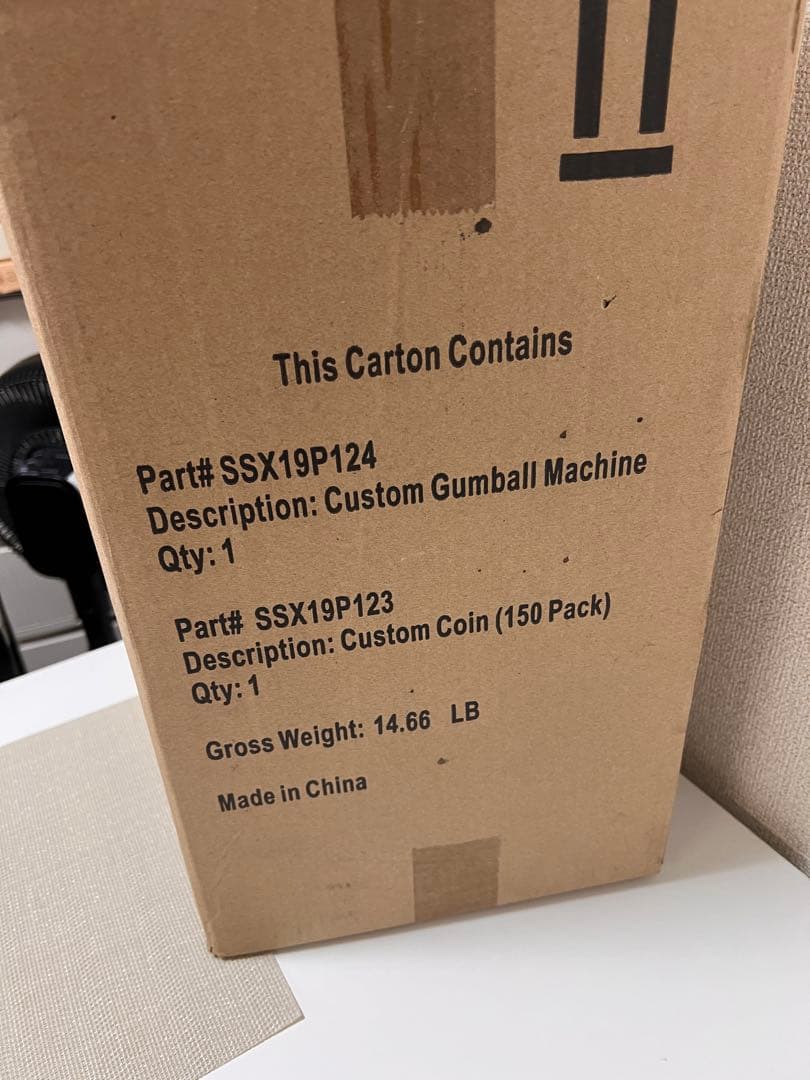 This Carton Contains
Part# SSX19P124
Description: Custom Gumball Machine
Qty: 1
Part# SSX19P123
Description: Custom Coin (150 Pack)
Qty: 1
Gross Weight: 14.66 LB
Made in China